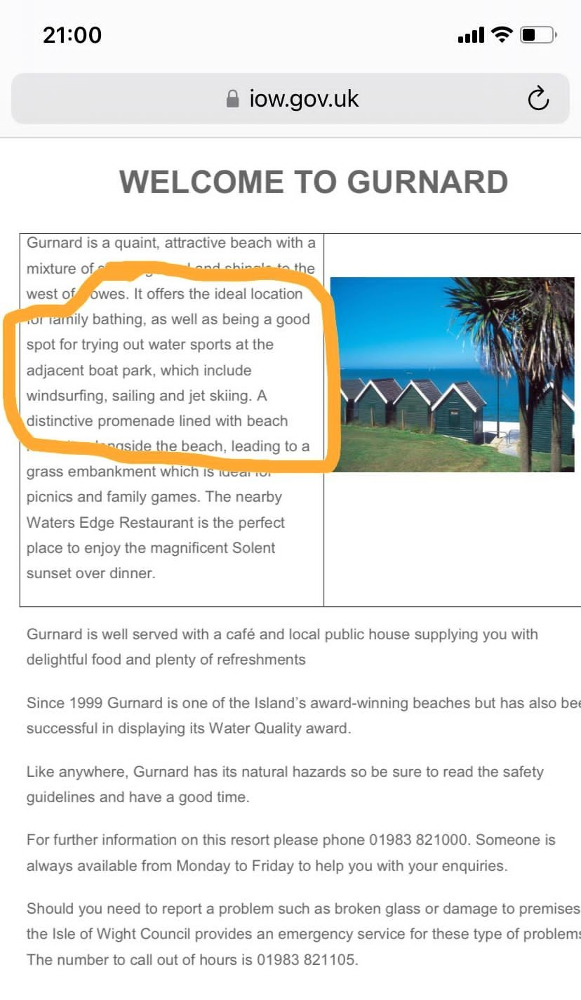 21:00
iow.gov.uk
WELCOME TO GURNARD
Gurnard is a quaint, attractive beach with a
mixture of and shingle to the
west of Cowes. It offers the ideal location
for family bathing, as well as being a good
spot for trying out water sports at the
adjacent boat park, which include
windsurfing, sailing and jet skiing. A
distinctive promenade lined with beach
alongside the beach, leading to a
grass embankment which is ideal for
picnics and family games. The nearby
Waters Edge Restaurant is the perfect
place to enjoy the magnificent Solent
sunset over dinner.
Gurnard is well served with a café and local public house supplying you with
delightful food and plenty of refreshments
Since 1999 Gurnard is one of the Island’s award-winning beaches but has also bee
successful in displaying its Water Quality award.
Like anywhere, Gurnard has its natural hazards so be sure to read the safety
guidelines and have a good time.
For further information on this resort please phone 01983 821000. Someone is
always available from Monday to Friday to help you with your enquiries.
Should you need to report a problem such as broken glass or damage to premises
the Isle of Wight Council provides an emergency service for these type of problems
The number to call out of hours is 01983 821105.